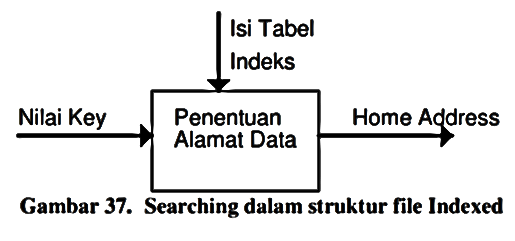 Isi Tabel
Indeks
Nilai Key
Penentuan
Alamat Data
Home Address
Gambar 37. Searching dalam struktur file Indexed